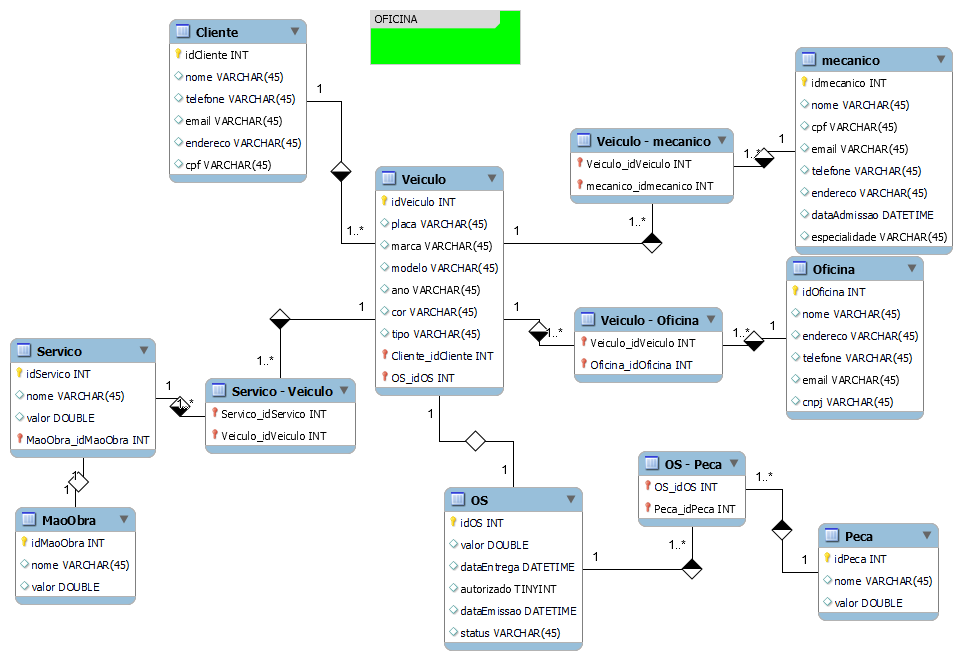 OFICINA
Cliente
idCliente INT
nome VARCHAR(45)
telefone VARCHAR(45)
email VARCHAR(45)
endereco VARCHAR(45)
cpf VARCHAR(45)
1
1..*
Veiculo
idVeiculo INT
placa VARCHAR(45)
marca VARCHAR(45)
modelo VARCHAR(45)
ano VARCHAR(45)
cor VARCHAR(45)
tipo VARCHAR(45)
Cliente_idCliente INT
OS_idOS INT
1
1..*
Veiculo - mecanico
Veiculo_idVeiculo INT
mecanico_idmecanico INT
1..*
1
mecanico
idmecanico INT
nome VARCHAR(45)
cpf VARCHAR(45)
email VARCHAR(45)
telefone VARCHAR(45)
endereco VARCHAR(45)
dataAdmissao DATETIME
especialidade VARCHAR(45)
1
1..*
Veiculo - Oficina
Veiculo_idVeiculo INT
Oficina_idOficina INT
1..*
1
Oficina
idOficina INT
nome VARCHAR(45)
endereco VARCHAR(45)
telefone VARCHAR(45)
email VARCHAR(45)
cnpj VARCHAR(45)
1
1..*
Servico
idServico INT
nome VARCHAR(45)
valor DOUBLE
MaoObra_idMaoObra INT
1
1..*
Servico - Veiculo
Servico_idServico INT
Veiculo_idVeiculo INT
1
1
MaoObra
idMaoObra INT
nome VARCHAR(45)
valor DOUBLE
1
1
OS
idOS INT
valor DOUBLE
dataEntrega DATETIME
autorizado TINYINT
dataEmissao DATETIME
status VARCHAR(45)
1
1..*
OS - Peca
OS_idOS INT
Peca_idPeca INT
1..*
1
Peca
idPeca INT
nome VARCHAR(45)
valor DOUBLE